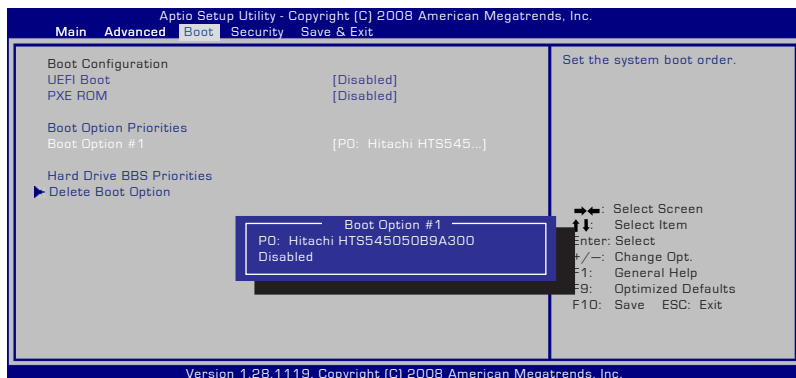 Aptio Setup Utility - Copyright (C) 2008 American Megatrends, Inc.
Main Advanced Boot Security Save & Exit
Boot Configuration
UEFI Boot [Disabled]
PXE ROM [Disabled]
Boot Option Priorities
Boot Option #1 [P0: Hitachi HTS545...]
Hard Drive BBS Priorities
Delete Boot Option
Boot Option #1
P0: Hitachi HTS545050B9A300
Disabled
Set the system boot order.
: Select Screen
: Select Item
Enter: Select
+/—: Change Opt.
F1: General Help
F9: Optimized Defaults
F10: Save ESC: Exit
Version 1.28.1119. Copyright (C) 2008 American Megatrends, Inc.